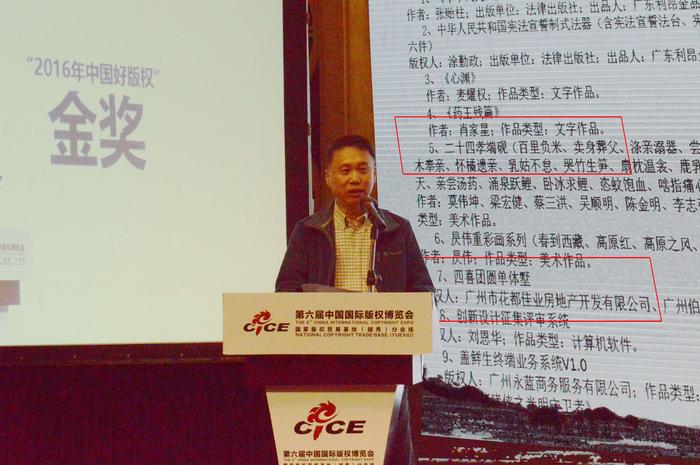 “2016年中国好版权”
金奖
作者:张贻柱;出版单位:法律出版社;出品人:广东利昂金
2、中华人民共和国宪法宣誓制式法器(含宪法宣誓法台、宪
六件)
版权人:涂勤政;出版单位:法律出版社;出品人:广东利
3、《心渊》
作者:麦耀权;作品类型:文字作品。
4、《药王残篇》
作者:肖家星;作品类型:文字作品。
5、二十四孝端砚(百里负米、卖身葬父、涤亲溺器、尝
木奉亲、怀橘遗亲、乳姑不怠、哭竹生笋、扇枕温衾、鹿乳
天、亲尝汤药、涌泉跃鲤、卧冰求鲤、恣蚊饱血、啮指痛心
作者:莫伟坤、梁宏健、蔡三洪、吴顺明、陈金明、李志
类型:美术作品。
6、昃伟重彩画系列(春到西藏、高原红、高原之风、
作者:昃伟;作品类型:美术作品。
7、四喜团圆单体墅
权人:广州市花都佳业房地产开发有限公司、广州伯
8、创新设计征集评审系统
权人:刘思华;作品类型:计算机软件。
9、盖鲜生终端业务系统V1.0
版权人:广州永蓝商务服务有限公司;作品类型:
CICE
第六届中国国际版权博览会
THE 6TH CHINA INTERNATIONAL COPYRIGHT EXPO
国家版权贸易基地(越秀)分会场
NATIONAL COPYRIGHT TRADE BASE (YUEXIU)
CICE
第六届中国国际版权博览会